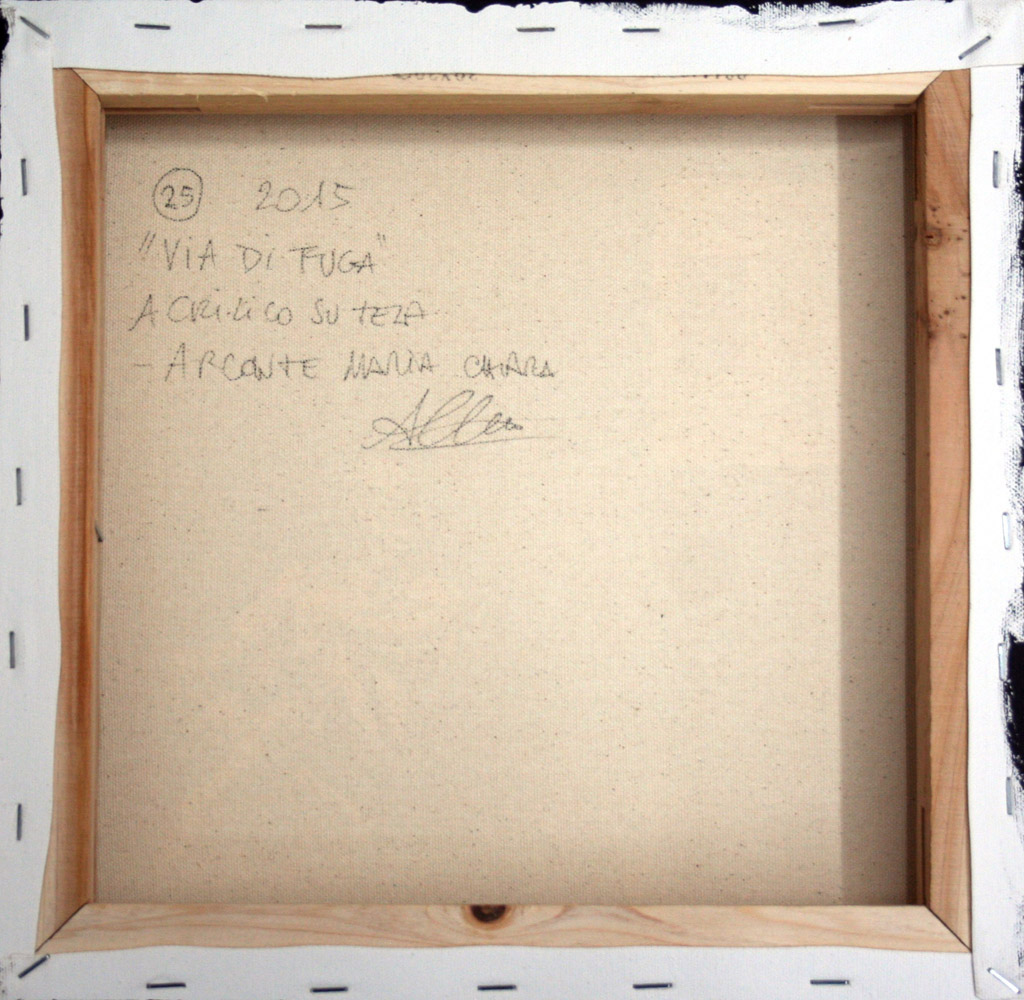 25 2015
"ViA Di FUGA"
ACRiLiCO SU TELA
- ARCONTE MARIA CHIARA